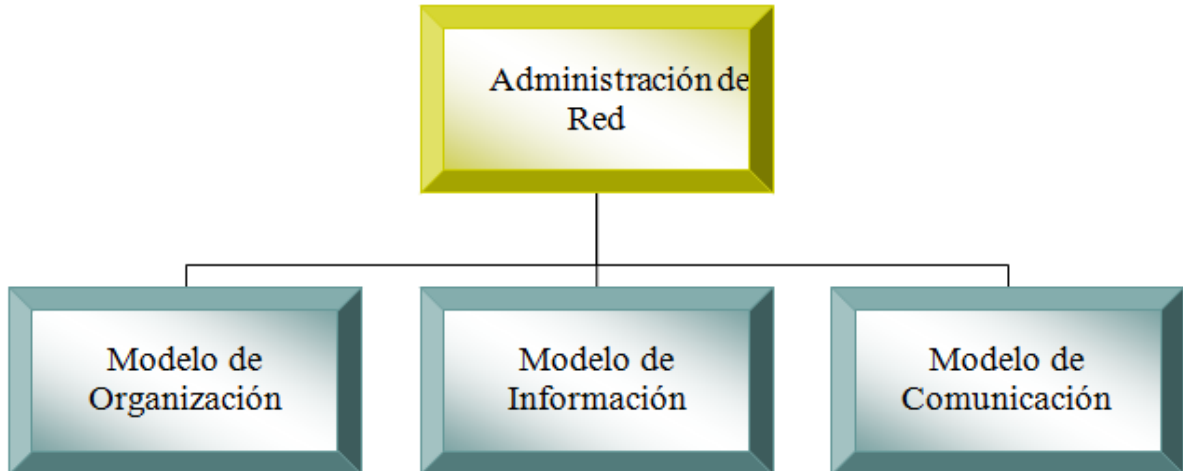 Administración de
Red
Modelo de
Organización
Modelo de
Información
Modelo de
Comunicación